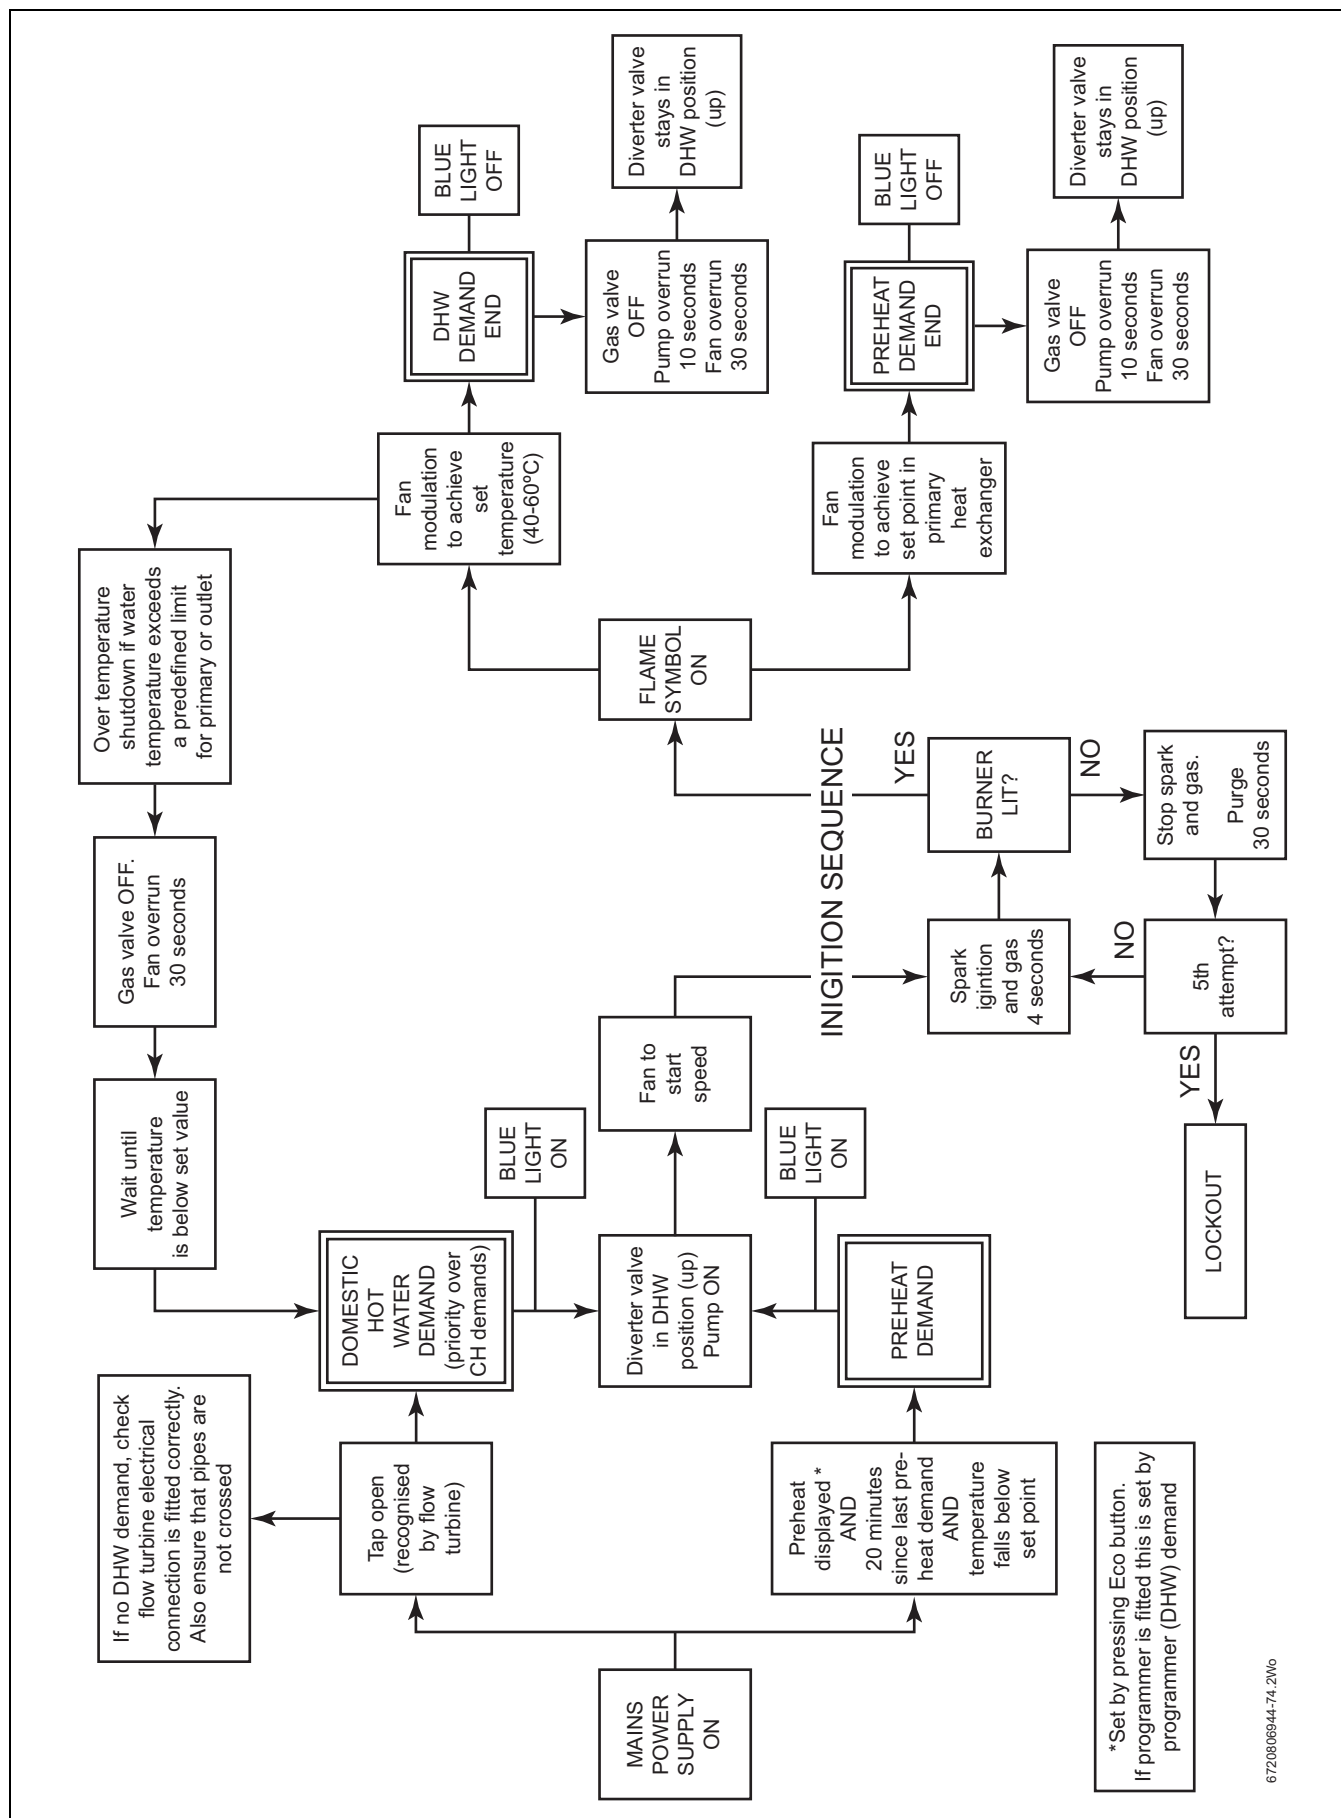 MAINS
POWER
SUPPLY
ON
If no DHW demand, check
flow turbine electrical
connection is fitted correctly.
Also ensure that pipes are
not crossed
Tap open
(recognised
by flow
turbine)
Preheat
displayed *
AND
20 minutes
since last pre-
heat demand
AND
temperature
falls below
set point
*Set by pressing Eco button.
If programmer is fitted this is set by
programmer (DHW) demand
Wait until
temperature
is below set value
DOMESTIC
HOT
WATER
DEMAND
(priority over
CH demands)
BLUE
LIGHT
ON
Diverter valve
in DHW
position (up)
Pump ON
BLUE
LIGHT
ON
PREHEAT
DEMAND
LOCKOUT
Gas valve OFF.
Fan overrun
30 seconds
Fan to
start
speed
INIGITION SEQUENCE
Spark
igintion
and gas
4 seconds
NO
5th
attempt?
YES
Over temperature
shutdown if water
temperature exceeds
a predefined limit
for primary or outlet
FLAME
SYMBOL
ON
YES
BURNER
LIT?
NO
Stop spark
and gas.
Purge
30 seconds
Fan
modulation
to achieve
set
temperature
(40-60ºC)
Fan
modulation
to achieve
set point in
primary
heat
exchanger
DHW
DEMAND
END
BLUE
LIGHT
OFF
Gas valve
OFF
Pump overrun
10 seconds
Fan overrun
30 seconds
Diverter valve
stays in
DHW position
(up)
PREHEAT
DEMAND
END
BLUE
LIGHT
OFF
Gas valve
OFF
Pump overrun
10 seconds
Fan overrun
30 seconds
Diverter valve
stays in
DHW position
(up)
6720806944-74.2Wo